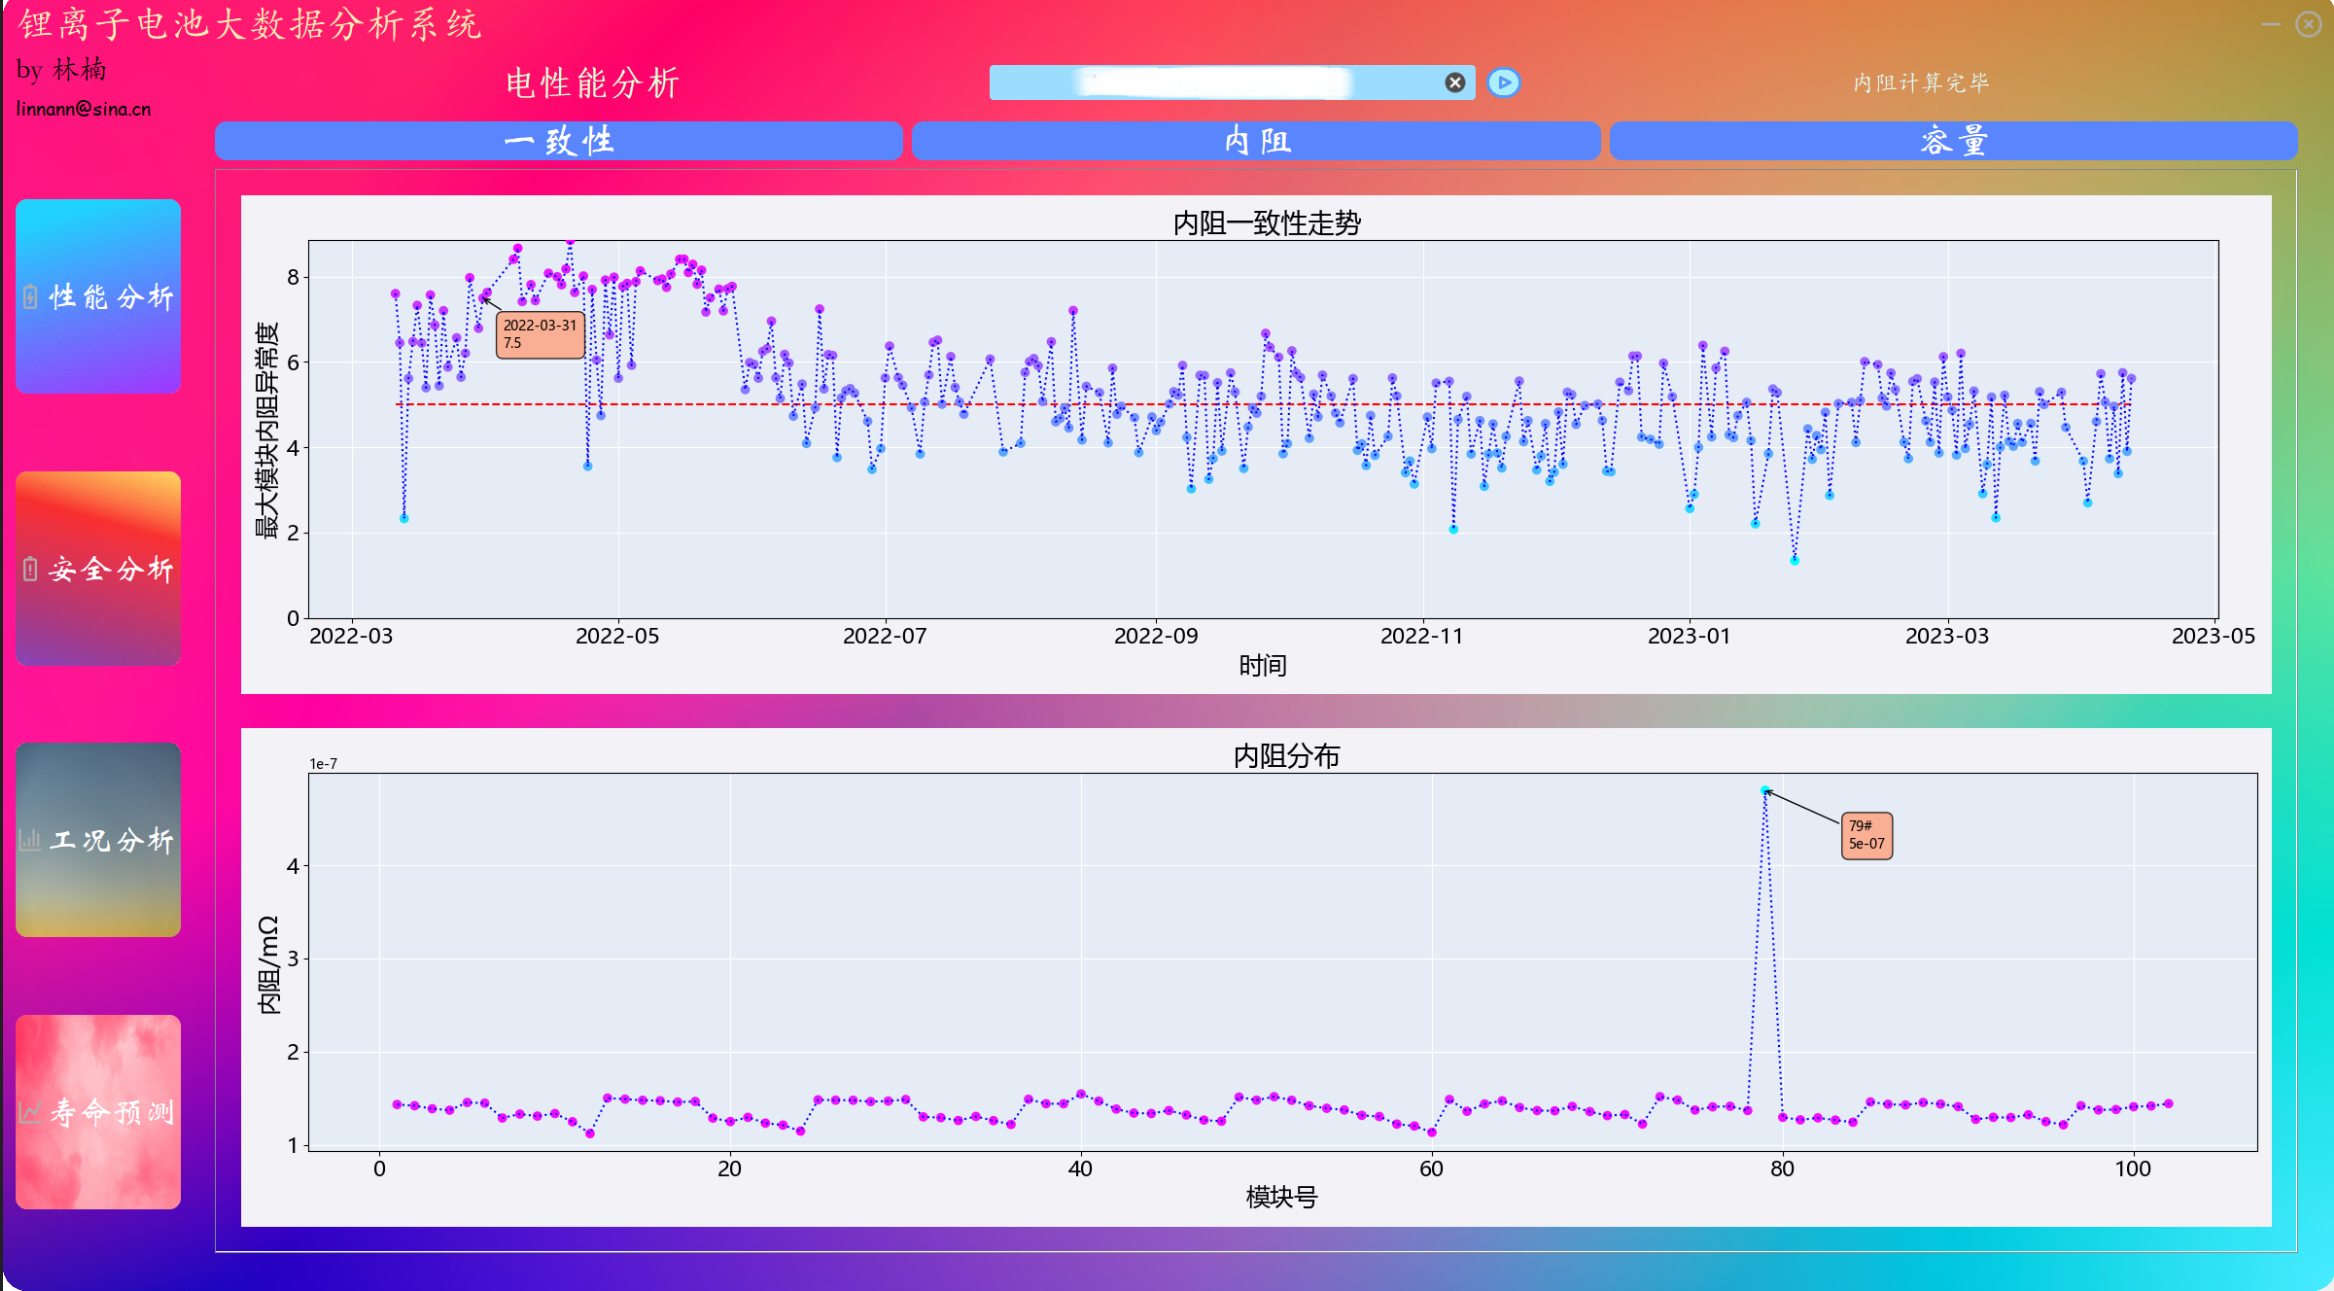 锂离子电池大数据分析系统
by 林楠
linnann@sina.cn
电性能分析
内阻计算完毕
一致性
内阻
容量
性能分析
安全分析
工况分析
寿命预测
内阻一致性走势
最大模块内阻异常度
8
6
4
2
0
2022-03-31
7.5
2022-03
2022-05
2022-07
2022-09
2022-11
2023-01
2023-03
2023-05
时间
内阻分布
1e-7
内阻/mΩ
4
3
2
1
79#
5e-07
0
20
40
60
80
100
模块号